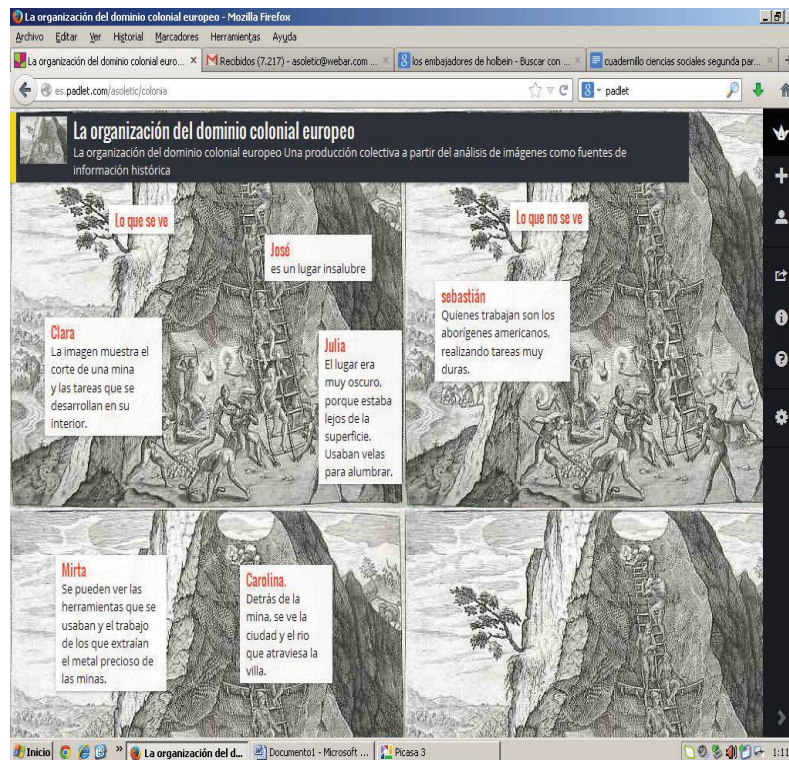 La organización del dominio colonial europeo - Mozilla Firefox
Archivo Editar Ver Historial Marcadores Herramientas Ayuda
La organización del dominio colonial euro... × Recibidos (7.217) - asoletic@webar.com ... × los embajadores de holbein - Buscar con ... × cuadernillo ciencias sociales segunda par... ×
es.padlet.com/asoletic/colonia
padlet
La organización del dominio colonial europeo
La organización del dominio colonial europeo Una producción colectiva a partir del análisis de imágenes como fuentes de
información histórica
Lo que se ve
José
es un lugar insalubre
Clara
La imagen muestra el
corte de una mina
y las tareas que se
desarrollan en su
interior.
Julia
El lugar era
muy oscuro,
porque estaba
lejos de la
superficie.
Usaban velas
para alumbrar.
Lo que no se ve
sebastián
Quienes trabajan son los
aborígenes americanos,
realizando tareas muy
duras.
Mirta
Se pueden ver las
herramientas que se
usaban y el trabajo
de los que extraían
el metal precioso de
las minas.
Carolina.
Detrás de la
mina, se ve la
ciudad y el rio
que atraviesa la
villa.
Inicio » La organización del d... Documento1 - Microsoft ... Picasa 3 1:11